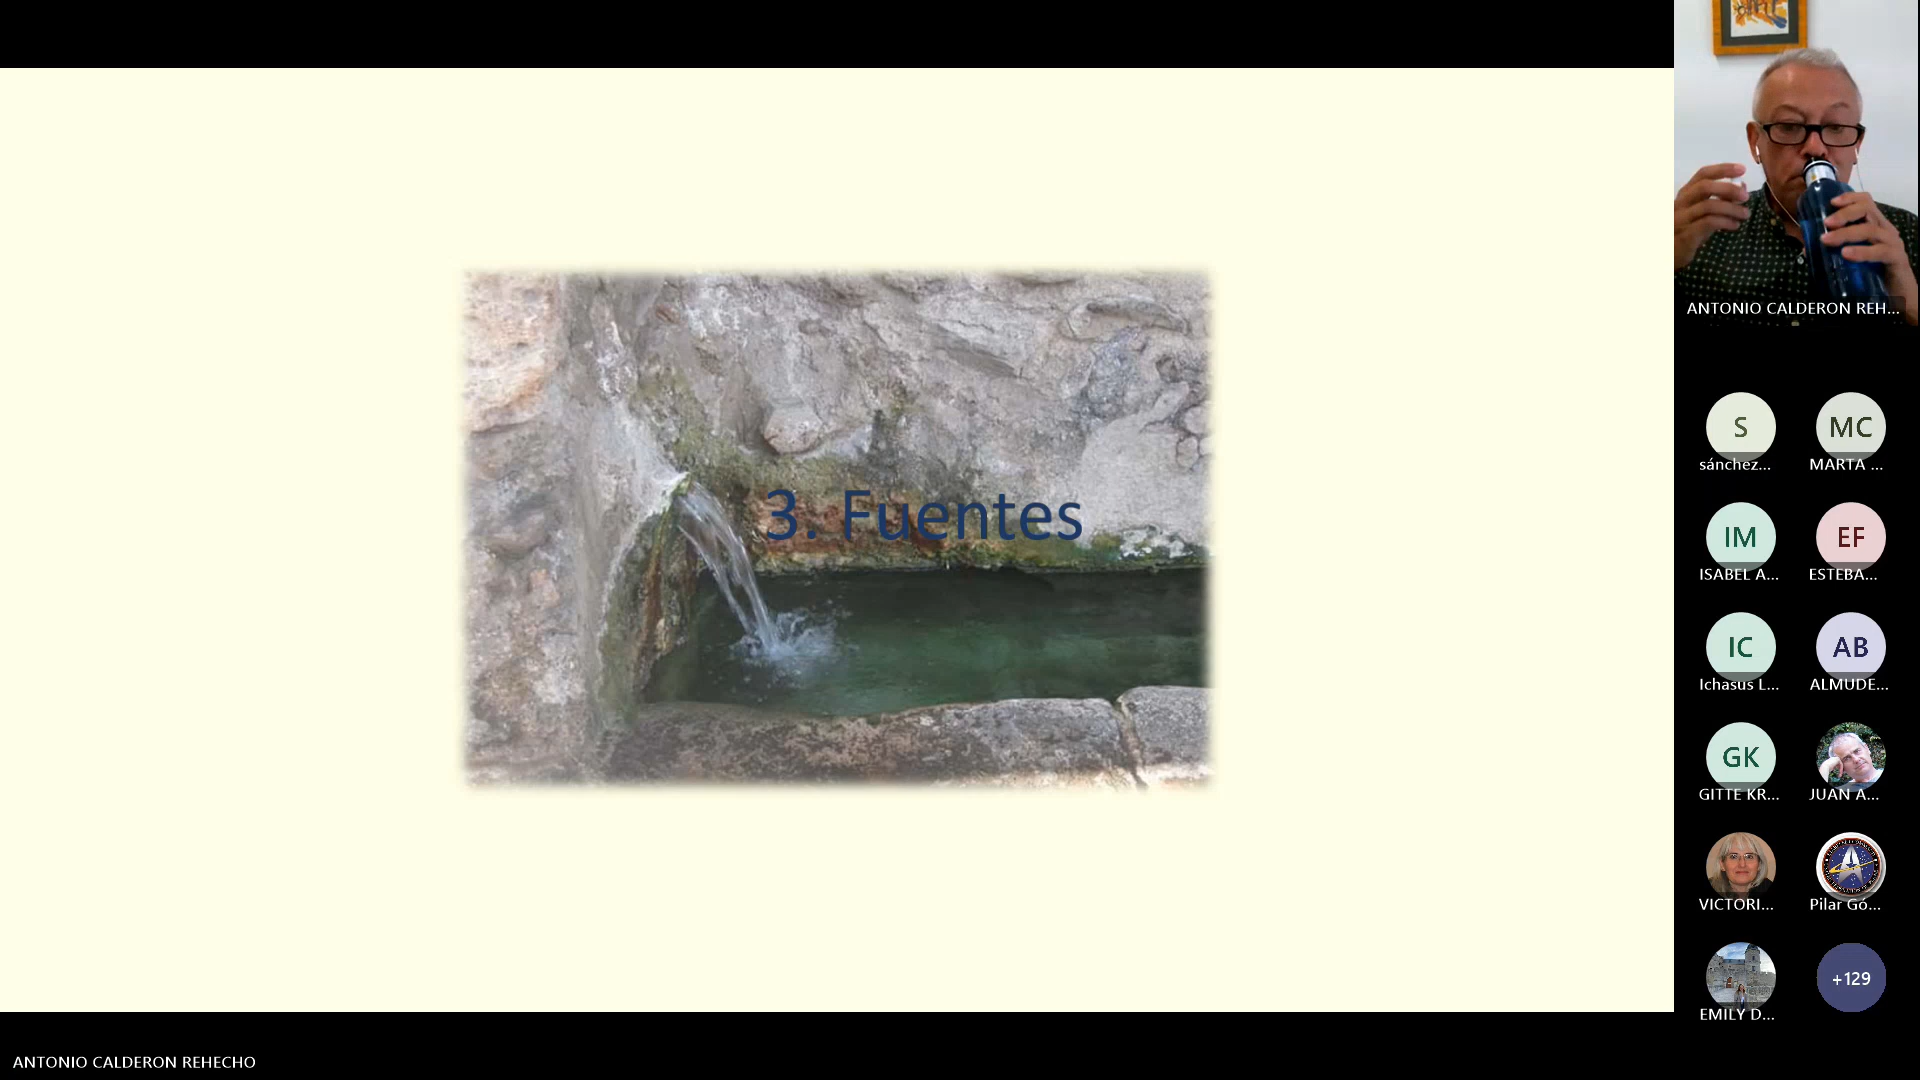 3. Fuentes
ANTONIO CALDERON REH...
S
sánchez...
MC
MARTA ...
IM
ISABEL A...
EF
ESTEBA...
IC
Ichasus L...
AB
ALMUDE...
GK
GITTE KR...
JUAN A...
VICTORI...
Pilar Gó...
EMILY D...
+129
ANTONIO CALDERON REHECHO